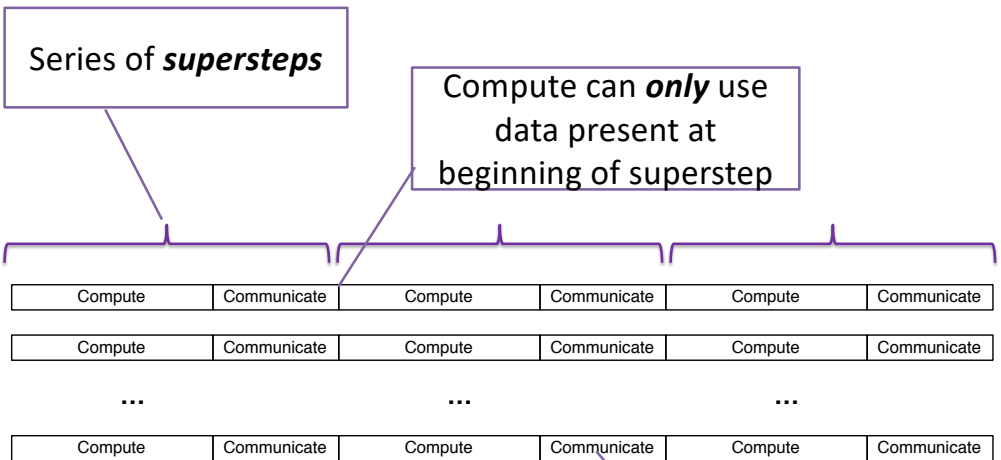 Series of supersteps
Compute can only use
data present at
beginning of superstep
Compute Communicate Compute Communicate Compute Communicate
Compute Communicate Compute Communicate Compute Communicate
... ... ...
Compute Communicate Compute Communicate Compute Communicate